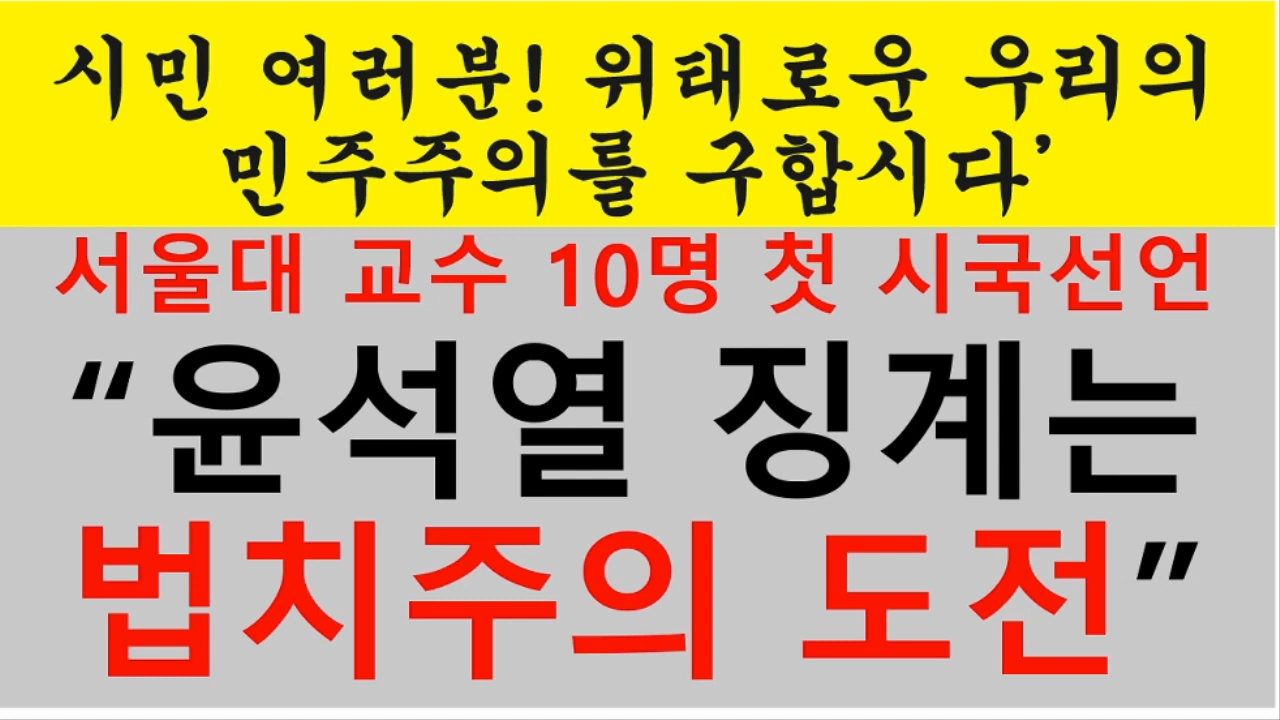 시민 여러분! 위태로운 우리의
민주주의를 구합시다’
서울대 교수 10명 첫 시국선언
“윤석열 징계는
법치주의 도전”